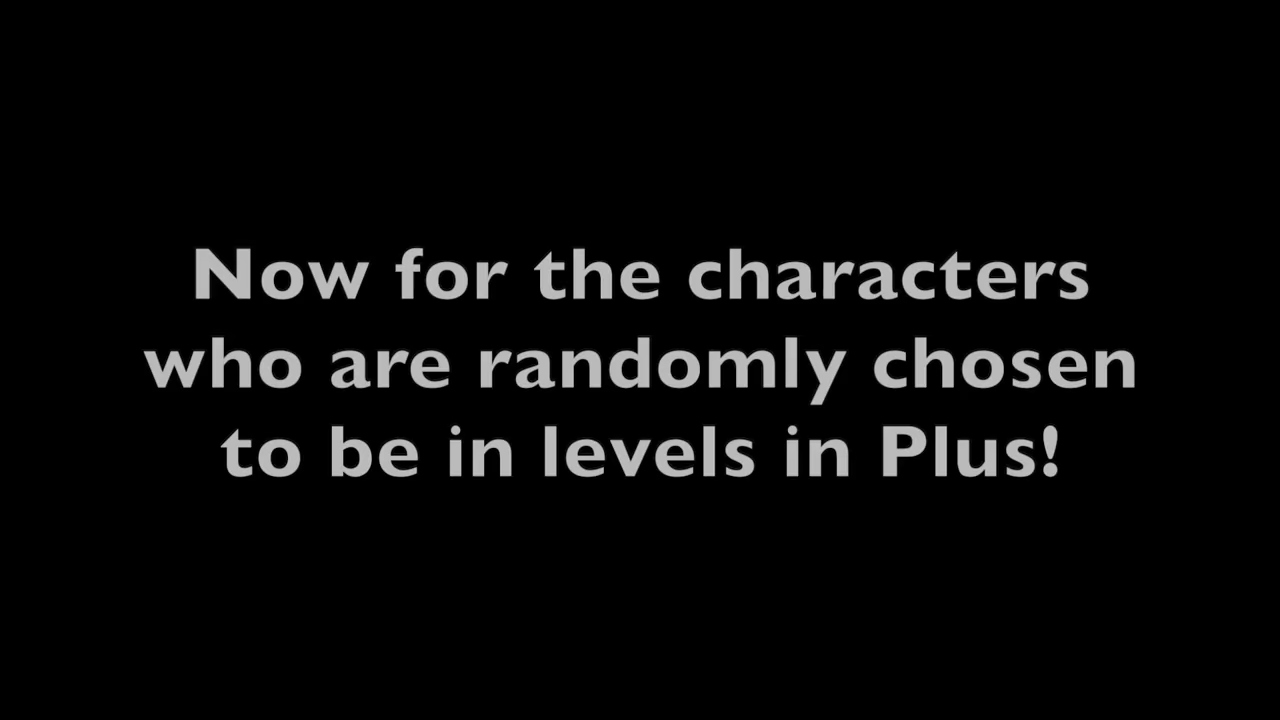 Now for the characters
who are randomly chosen
to be in levels in Plus!